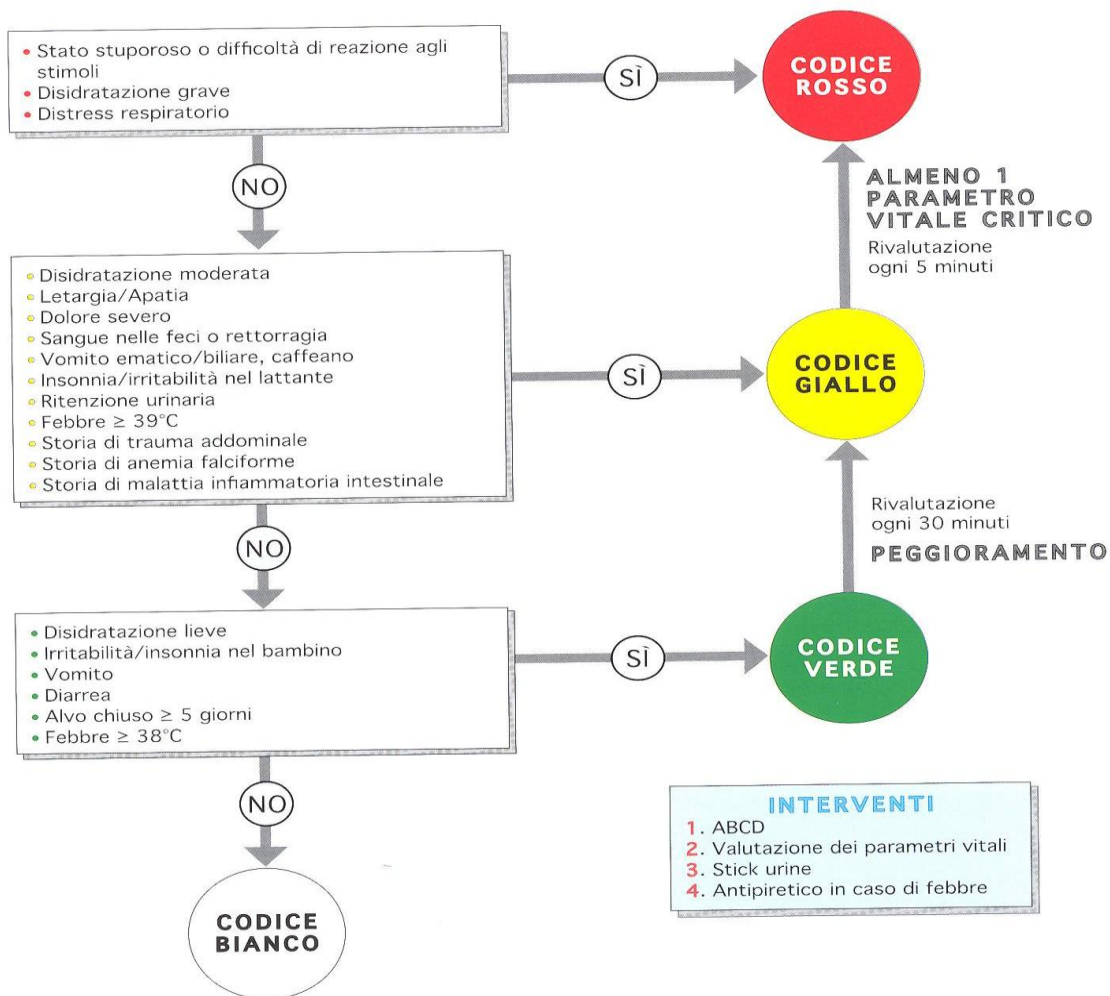 • Stato stuporoso o difficoltà di reazione agli
stimoli
• Disidratazione grave
• Distress respiratorio
SÌ
CODICE
ROSSO
NO
ALMENO 1
PARAMETRO
VITALE CRITICO
Rivalutazione
ogni 5 minuti
• Disidratazione moderata
• Letargia/Apatia
• Dolore severo
• Sangue nelle feci o rettorragia
• Vomito ematico/biliare, caffeano
• Insonnia/irritabilità nel lattante
• Ritenzione urinaria
• Febbre ≥ 39°C
• Storia di trauma addominale
• Storia di anemia falciforme
• Storia di malattia infiammatoria intestinale
SÌ
CODICE
GIALLO
NO
Rivalutazione
ogni 30 minuti
PEGGIORAMENTO
• Disidratazione lieve
• Irritabilità/insonnia nel bambino
• Vomito
• Diarrea
• Alvo chiuso ≥ 5 giorni
• Febbre ≥ 38°C
SÌ
CODICE
VERDE
NO
CODICE
BIANCO
INTERVENTI
1. ABCD
2. Valutazione dei parametri vitali
3. Stick urine
4. Antipiretico in caso di febbre